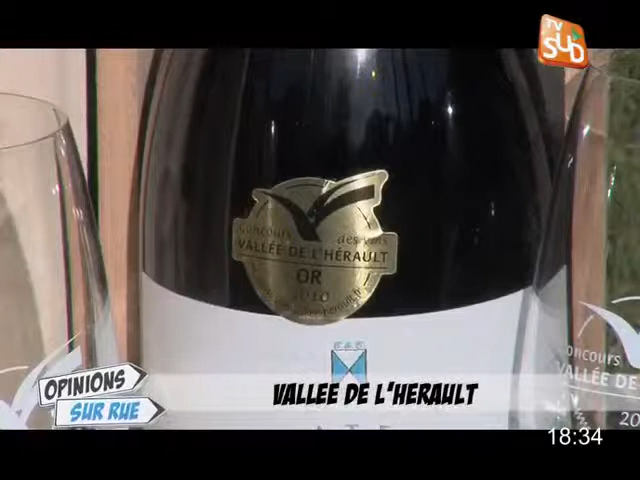 TV
SUD
Concours des vins
VALLÉE DE L'HÉRAULT
OR
2010
OPINIONS
SUR RUE
VALLEE DE L'HERAULT
concours
VALLÉE DE
20
18:34